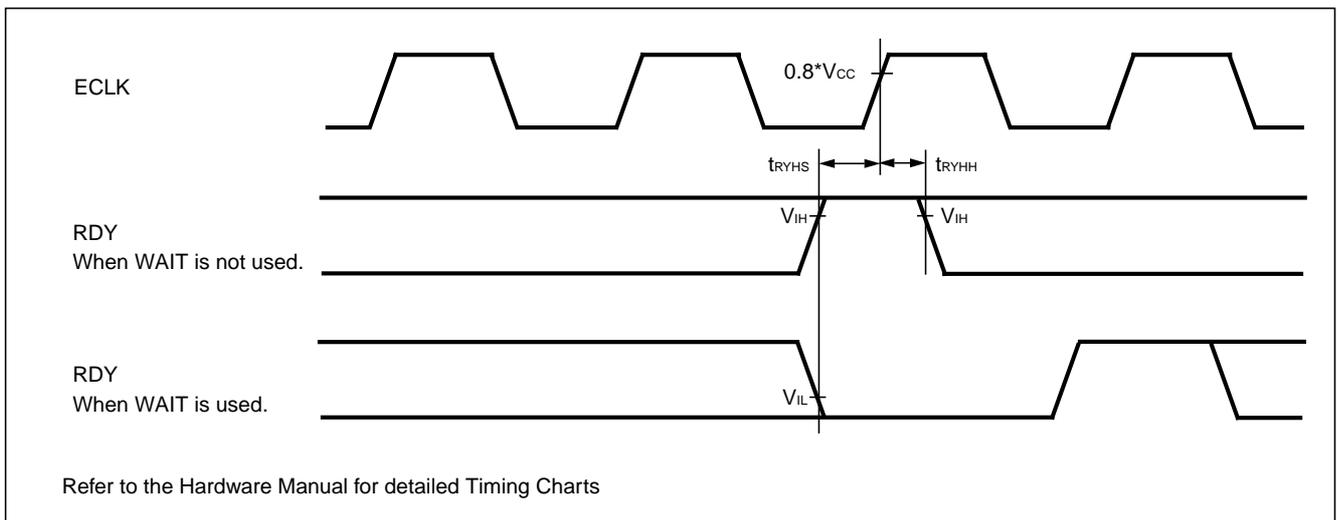 ECLK
0.8*VCC
tRYHS
tRYHH
VIH
VIH
RDY
When WAIT is not used.
RDY
When WAIT is used.
VIL
Refer to the Hardware Manual for detailed Timing Charts